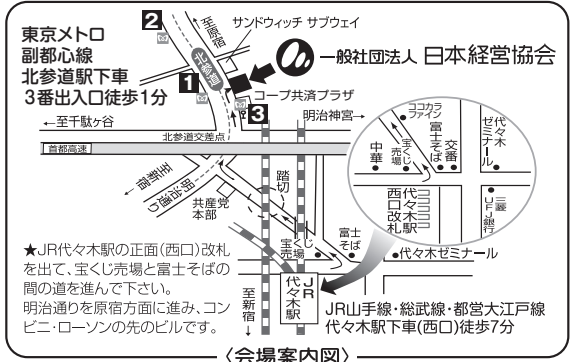 東京メトロ
副都心線
北参道駅下車
3番出入口徒歩1分
2
至原宿
サンドウィッチ サブウェイ
北参道
一般社団法人 日本経営協会
1
コープ共済プラザ
3
←至千駄ヶ谷
明治神宮→
北参道交差点
首都高速
至新宿
明治通り
共産党
本部
踏切
ココカラ
ファイン
代々木
ゼミナール
中華
宝くじ
売場
富士そば
交番
代々木駅
西口改札
三菱
UFJ銀行
宝くじ
売場
富士
そば
代々木ゼミナール
★JR代々木駅の正面(西口)改札
を出て、宝くじ売場と富士そばの
間の道を進んで下さい。
明治通りを原宿方面に進み、コン
ビニ・ローソンの先のビルです。
至新宿↓
JR
代々木駅
JR山手線・総武線・都営大江戸線
代々木駅下車(西口)徒歩7分
〈会場案内図〉